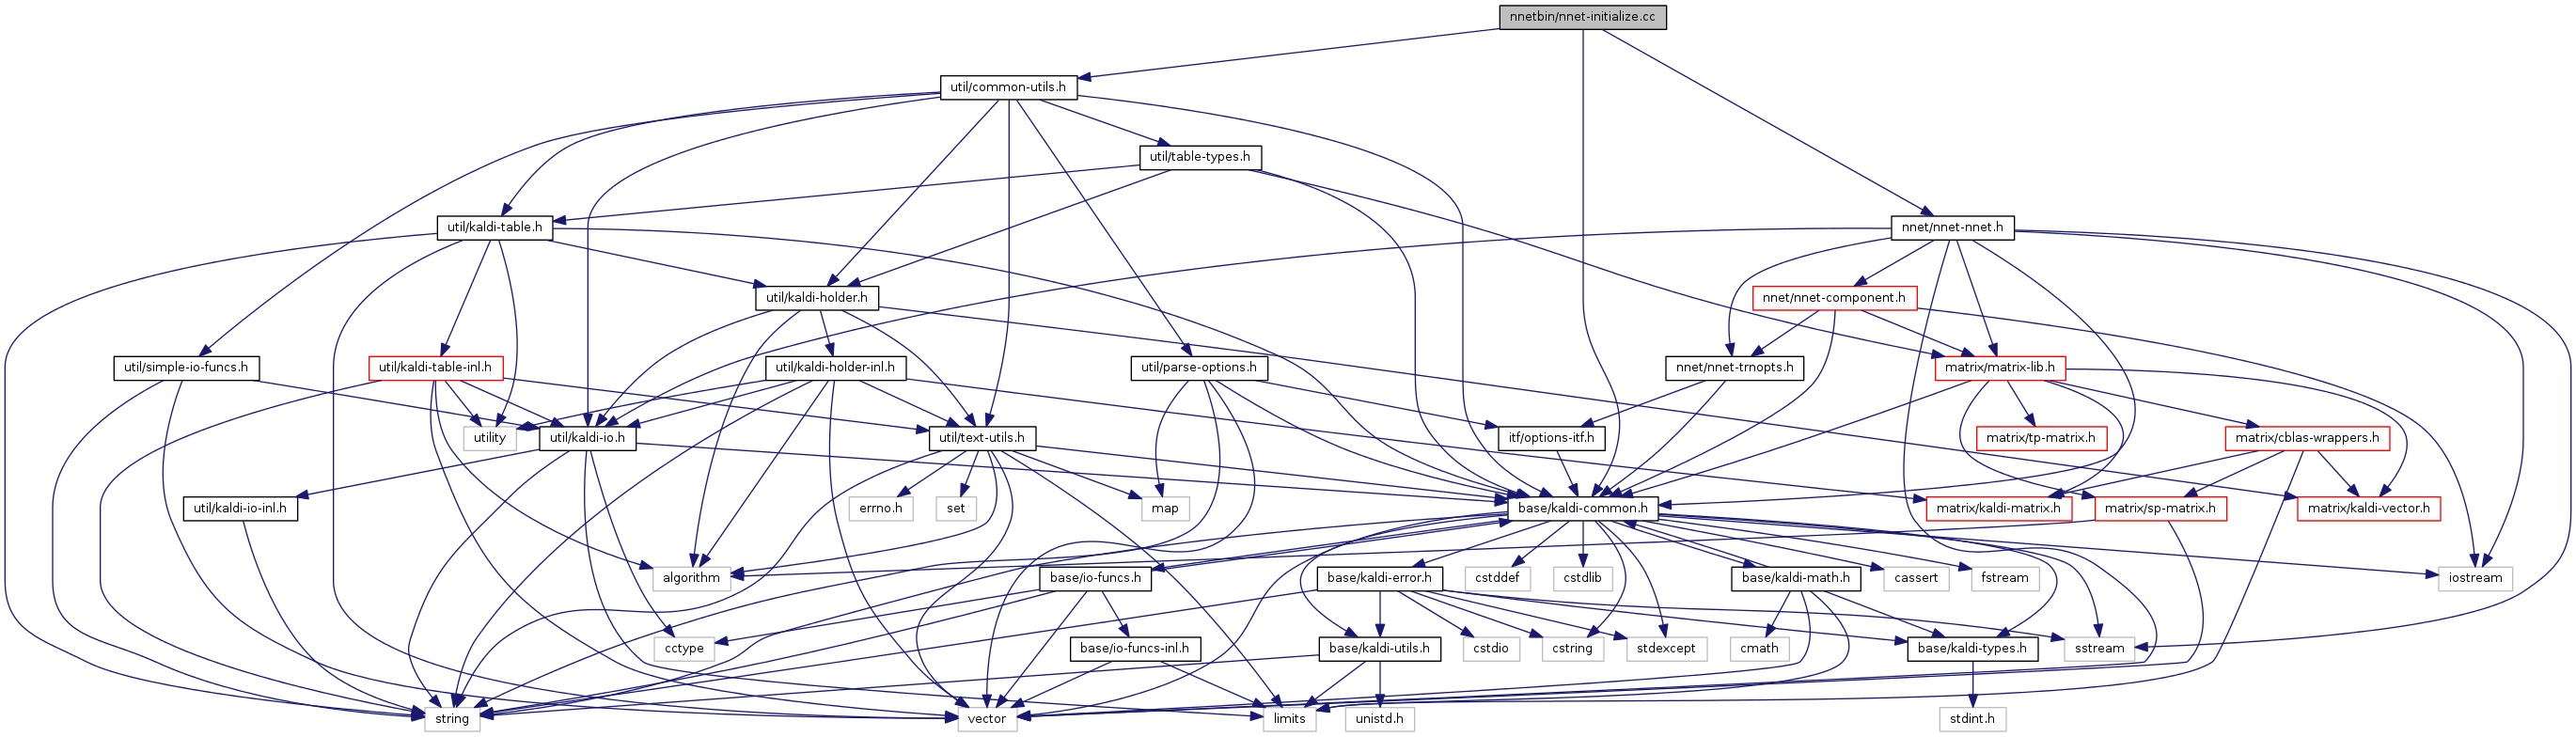 nnetbin/nnet-initialize.cc
util/common-utils.h
util/table-types.h
util/kaldi-table.h
nnet/nnet-nnet.h
util/kaldi-holder.h
nnet/nnet-component.h
util/simple-io-funcs.h
util/kaldi-table-inl.h
util/kaldi-holder-inl.h
util/parse-options.h
nnet/nnet-trnopts.h
matrix/matrix-lib.h
utility
util/kaldi-io.h
util/text-utils.h
itf/options-itf.h
matrix/tp-matrix.h
matrix/cblas-wrappers.h
util/kaldi-io-inl.h
errno.h
set
map
base/kaldi-common.h
matrix/kaldi-matrix.h
matrix/sp-matrix.h
matrix/kaldi-vector.h
algorithm
base/io-funcs.h
cstddef
cstdlib
base/kaldi-error.h
base/kaldi-math.h
cassert
fstream
iostream
cctype
base/io-funcs-inl.h
cstdio
cstring
base/kaldi-utils.h
stdexcept
cmath
base/kaldi-types.h
sstream
string
vector
limits
unistd.h
stdint.h